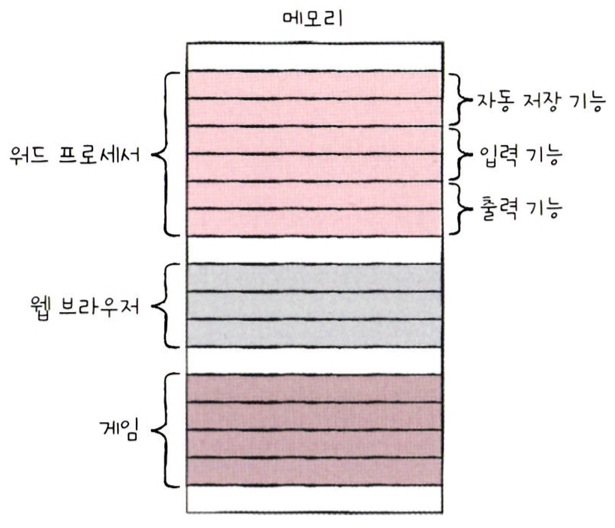 메모리
자동 저장 기능
워드 프로세서
입력 기능
출력 기능
웹 브라우저
게임